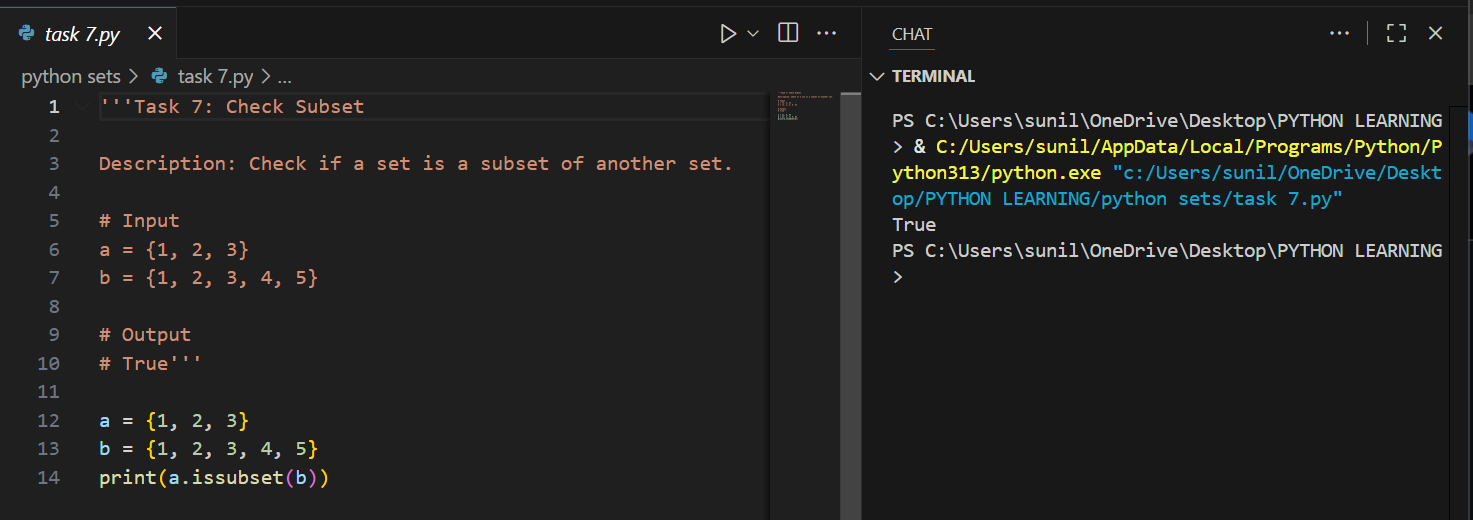 task 7.py
python sets > task 7.py > ...
1 '''Task 7: Check Subset
2
3 Description: Check if a set is a subset of another set.
4
5 # Input
6 a = {1, 2, 3}
7 b = {1, 2, 3, 4, 5}
8
9 # Output
10 # True'''
11
12 a = {1, 2, 3}
13 b = {1, 2, 3, 4, 5}
14 print(a.issubset(b))
CHAT
TERMINAL
PS C:\Users\sunil\OneDrive\Desktop\PYTHON LEARNING
> & C:/Users/sunil/AppData/Local/Programs/Python/P
ython313/python.exe "c:/Users/sunil/OneDrive/Deskt
op/PYTHON LEARNING/python sets/task 7.py"
True
PS C:\Users\sunil\OneDrive\Desktop\PYTHON LEARNING
>